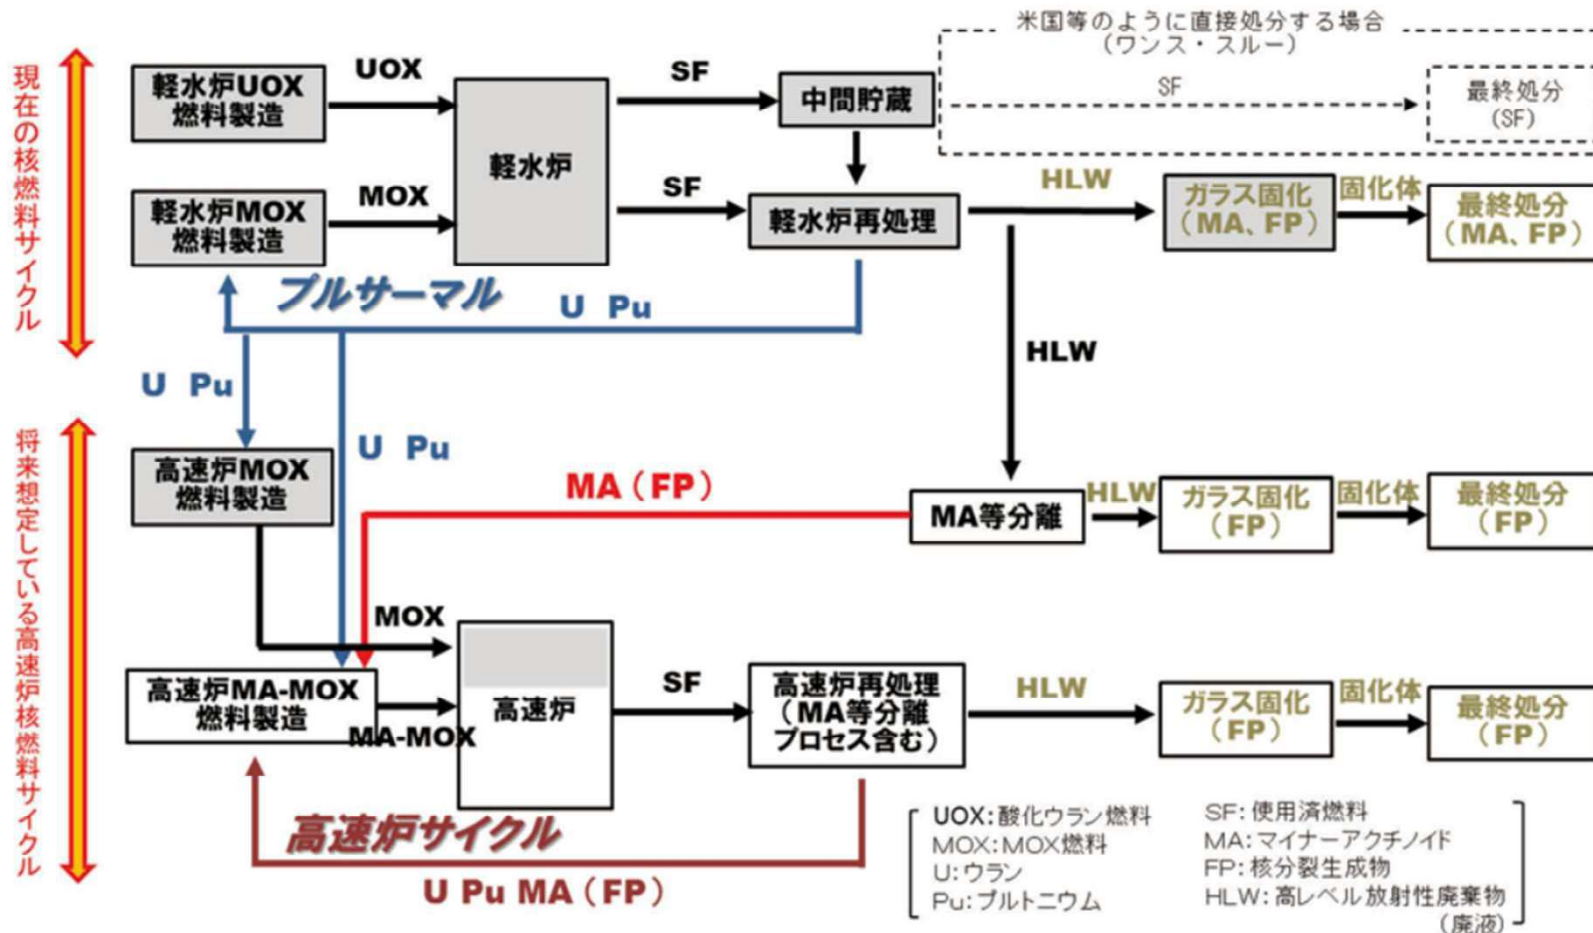 米国等のように直接処分する場合
(ワンス・スルー)
現在の核燃料サイクル
軽水炉UOX
燃料製造
UOX
軽水炉
SF
中間貯蔵
SF
最終処分
(SF)
軽水炉MOX
燃料製造
MOX
SF
軽水炉再処理
HLW
ガラス固化
(MA、FP)
固化体
最終処分
(MA、FP)
プルサーマル
U Pu
HLW
U Pu
U Pu
将来想定している高速炉核燃料サイクル
高速炉MOX
燃料製造
MA(FP)
MA等分離
HLW
ガラス固化
(FP)
固化体
最終処分
(FP)
MOX
高速炉MA-MOX
燃料製造
MA-MOX
高速炉
SF
高速炉再処理
(MA等分離
プロセス含む)
HLW
ガラス固化
(FP)
固化体
最終処分
(FP)
高速炉サイクル
U Pu MA(FP)
UOX:酸化ウラン燃料
MOX:MOX燃料
U:ウラン
Pu:プルトニウム
SF:使用済燃料
MA:マイナーアクチノイド
FP:核分裂生成物
HLW:高レベル放射性廃棄物
(廃液)